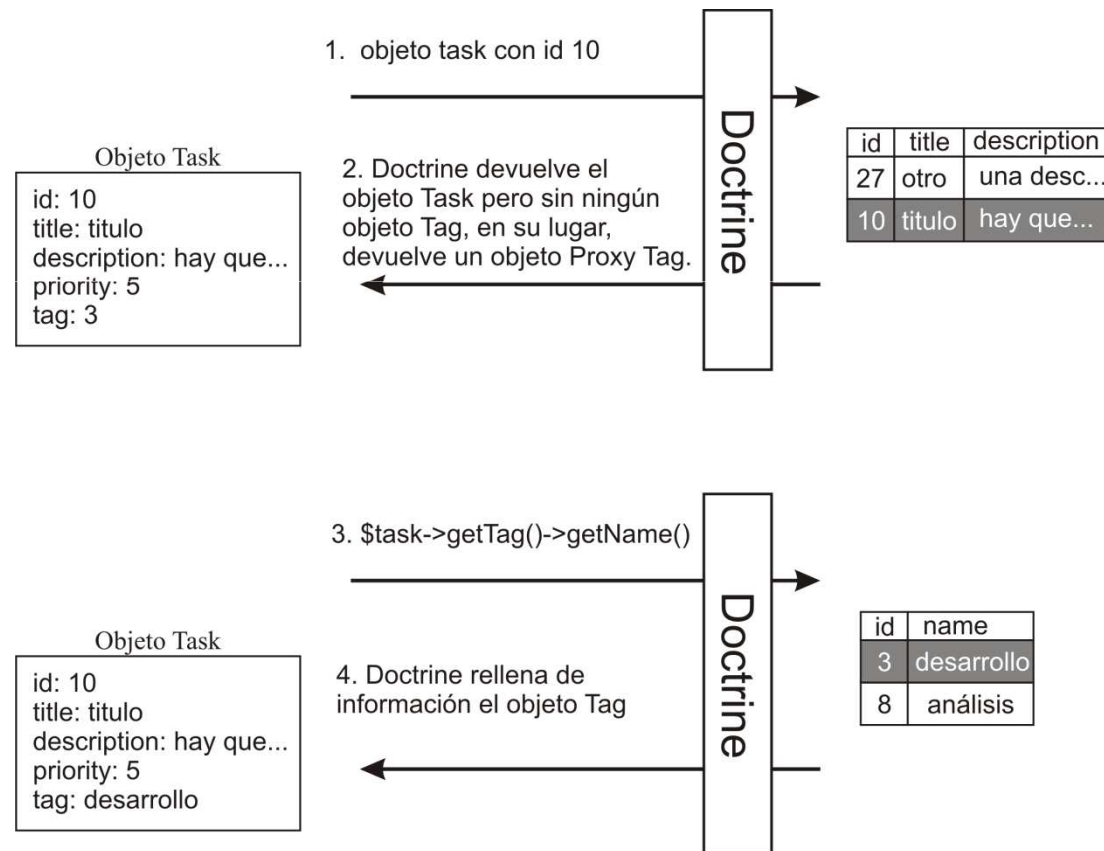 1. objeto task con id 10
Objeto Task
id: 10
title: titulo
description: hay que...
priority: 5
tag: 3
2. Doctrine devuelve el
objeto Task pero sin ningún
objeto Tag, en su lugar,
devuelve un objeto Proxy Tag.
Doctrine
id title description
27 otro una desc...
10 titulo hay que...
3. $task->getTag()->getName()
Objeto Task
id: 10
title: titulo
description: hay que...
priority: 5
tag: desarrollo
4. Doctrine rellena de
información el objeto Tag
Doctrine
id name
3 desarrollo
8 análisis